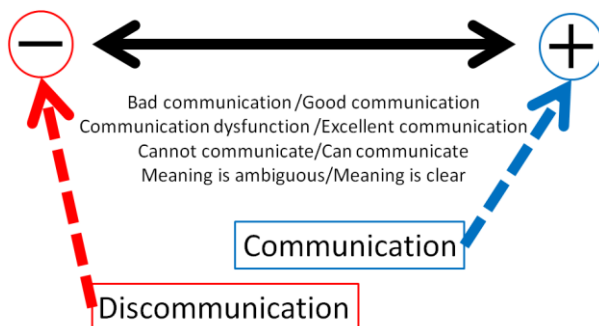 Bad communication /Good communication
Communication dysfunction /Excellent communication
Cannot communicate/Can communicate
Meaning is ambiguous/Meaning is clear
Communication
Discommunication